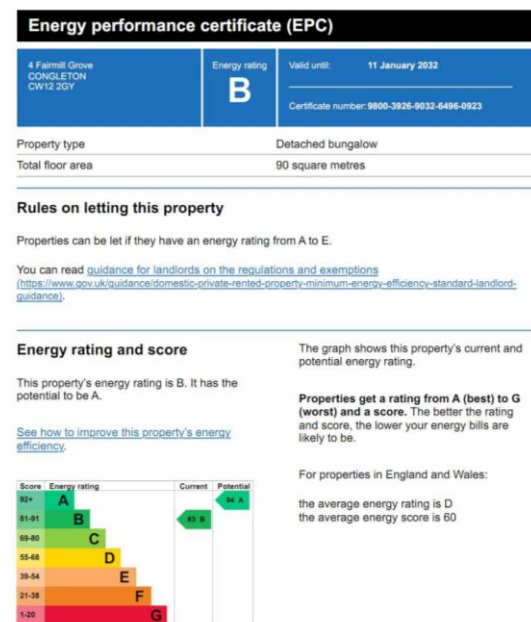 Energy performance certificate (EPC)
4 Fairmill Grove
CONGLETON
CW12 2GY
Energy rating
B
Valid until: 11 January 2032
Certificate number: 9800-3926-9032-6496-0923
Property type Detached bungalow
Total floor area 90 square metres
Rules on letting this property
Properties can be let if they have an energy rating from A to E.
You can read guidance for landlords on the regulations and exemptions
(https://www.gov.uk/guidance/domestic-private-rented-property-minimum-energy-efficiency-standard-landlord-
guidance).
Energy rating and score
This property's energy rating is B. It has the
potential to be A.
See how to improve this property's energy
efficiency.
Score Energy rating Current Potential
92+ A 94 A
81-91 B B
69-80 C
55-68 D
39-54 E
21-38 F
1-20 G
The graph shows this property's current and
potential energy rating.
Properties get a rating from A (best) to G
(worst) and a score. The better the rating
and score, the lower your energy bills are
likely to be.
For properties in England and Wales:
the average energy rating is D
the average energy score is 60